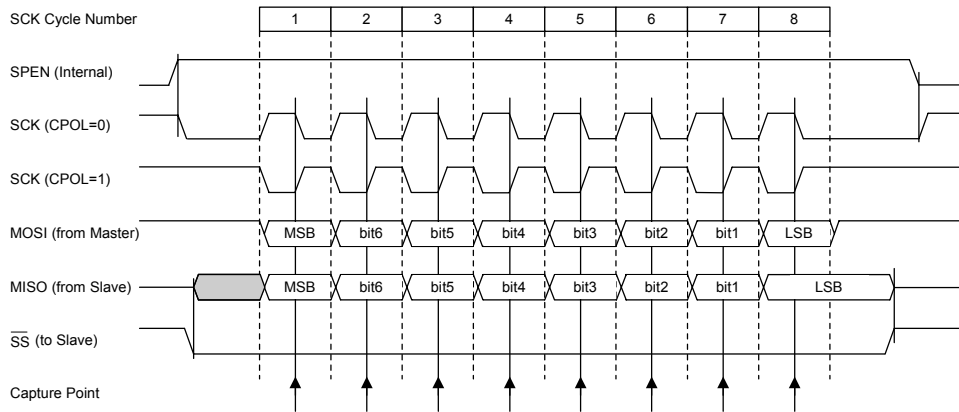 SCK Cycle Number 1 2 3 4 5 6 7 8
SPEN (Internal)
SCK (CPOL=0)
SCK (CPOL=1)
MOSI (from Master) MSB bit6 bit5 bit4 bit3 bit2 bit1 LSB
MISO (from Slave) MSB bit6 bit5 bit4 bit3 bit2 bit1 LSB
SS (to Slave)
Capture Point